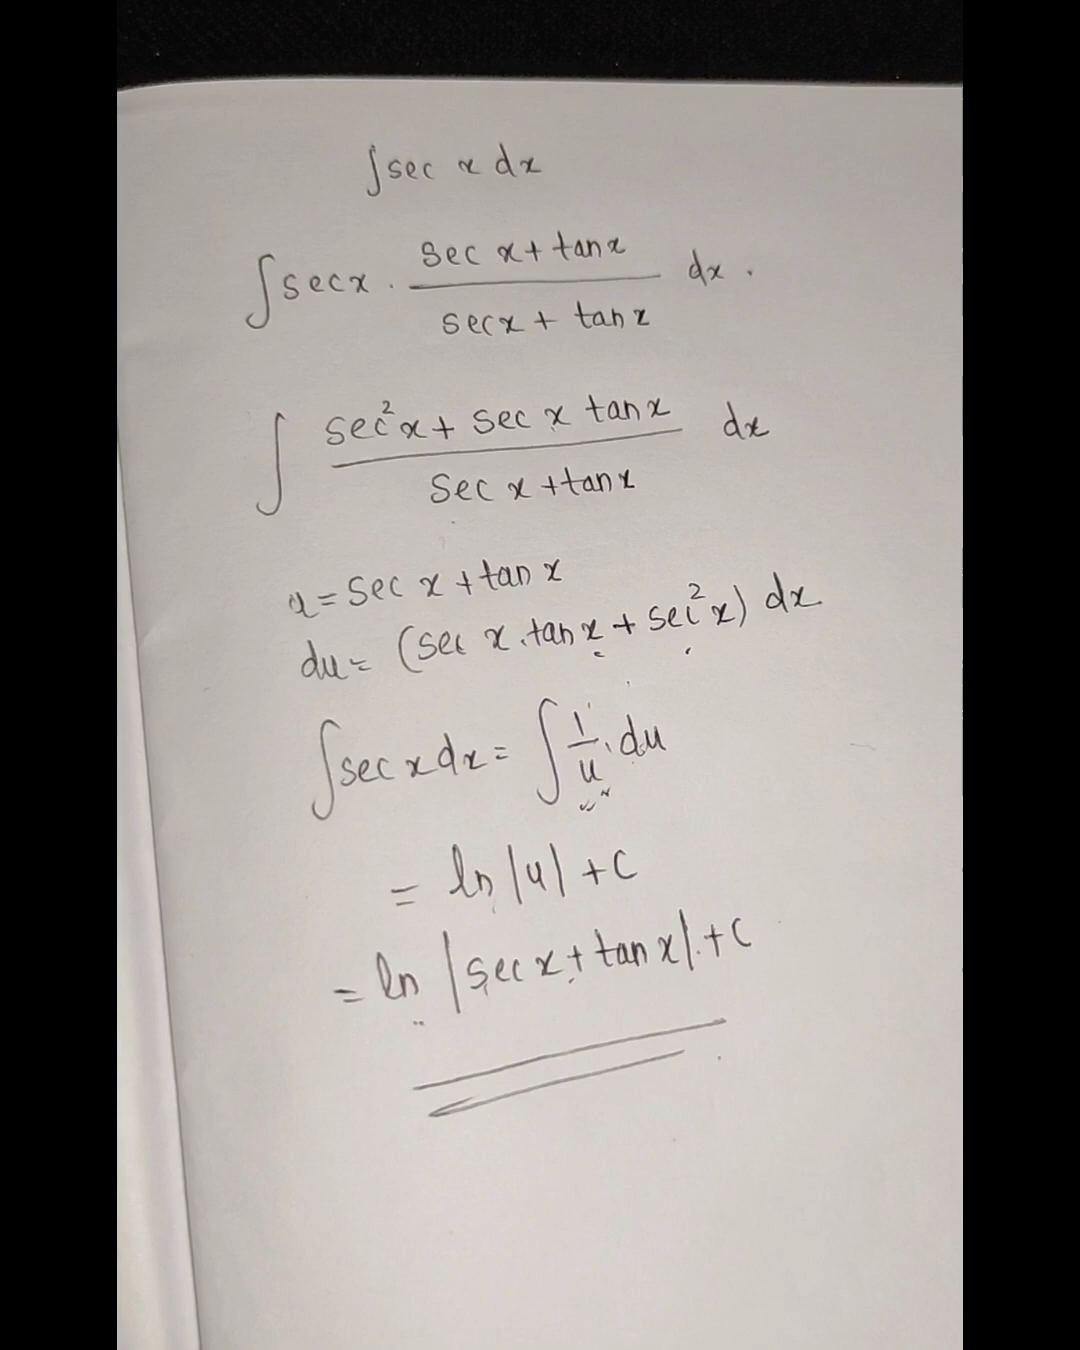 ∫ sec x dx
∫ sec x · (sec x + tan x)/(sec x + tan x) dx .
∫ (sec²x + sec x tan x)/(sec x + tan x) dx
u = sec x + tan x
du = (sec x . tan x + sec²x) dx
∫ sec x dx = ∫ 1/u . du
= ln |u| + c
= ln |sec x + tan x| + c